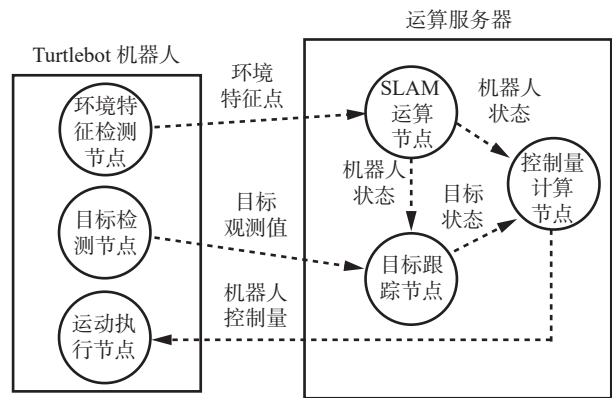 运算服务器
Turtlebot 机器人
环境
特征点
环境特
征检测
节点
SLAM
运算
节点
机器人
状态
机器人
状态
目标
状态
控制量
计算
节点
目标检
测节点
目标
观测值
目标跟
踪节点
机器人
控制量
运动执
行节点